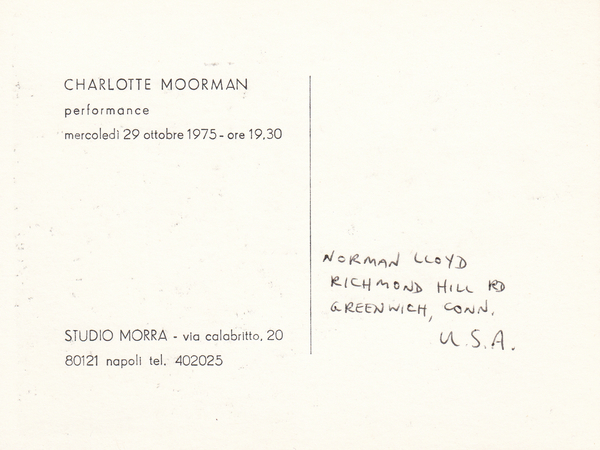 CHARLOTTE MOORMAN
performance
mercoledì 29 ottobre 1975 - ore 19,30
NORMAN LLOYD
RICHMOND HILL RD
GREENWICH, CONN.
U.S.A.
STUDIO MORRA - via calabritto, 20
80121 napoli tel. 402025